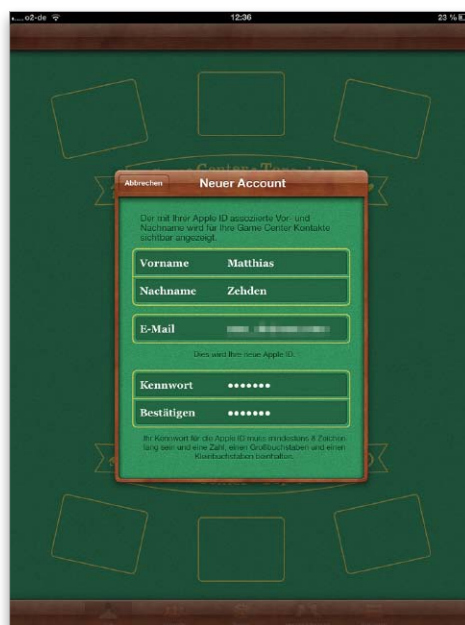 ....o2-de 12:36 23 %
Abbrechen Neuer Account
Der mit Ihrer Apple ID assoziierte Vor- und
Nachname wird für Ihre Game Center Kontakte
sichtbar angezeigt.
Vorname Matthias
Nachname Zehden
E-Mail
Dies wird Ihre neue Apple ID.
Kennwort •••••••
Bestätigen •••••••
Ihr Kennwort für die Apple ID muss mindestens 8 Zeichen
lang sein und eine Zahl, einen Großbuchstaben und einen
Kleinbuchstaben beinhalten.